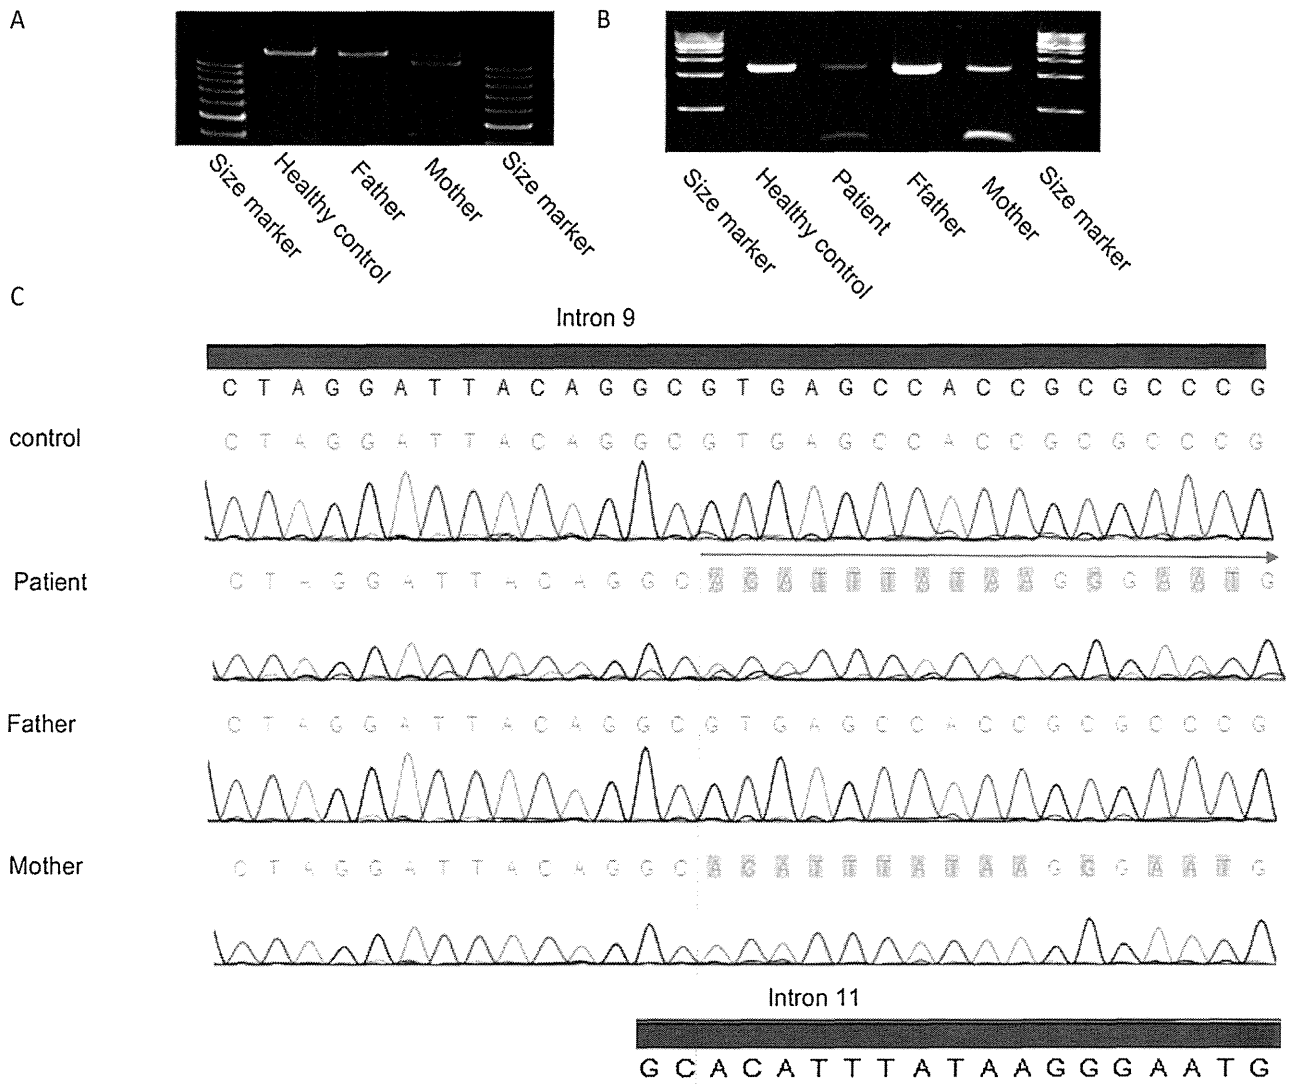 A
B
Size marker
Healthy control
Father
Mother
Size marker
Size marker
Healthy control
Patient
Ffather
Mother
Size marker
C
Intron 9
C T A G G A T T A C A G G C G T G A G C C A C C G C G C C C G
control
C T A G G A T T A C A G G C G T G A G C C A C C G C G C C C G
Patient
C T A G G A T T A C A G G C A C A T T T A T A A G G G A A T G
Father
C T A G G A T T A C A G G C G T G A G C C A C C G C G C C C G
Mother
C T A G G A T T A C A G G C A C A T T T A T A A G G G A A T G
Intron 11
G C A C A T T T A T A A G G G A A T G